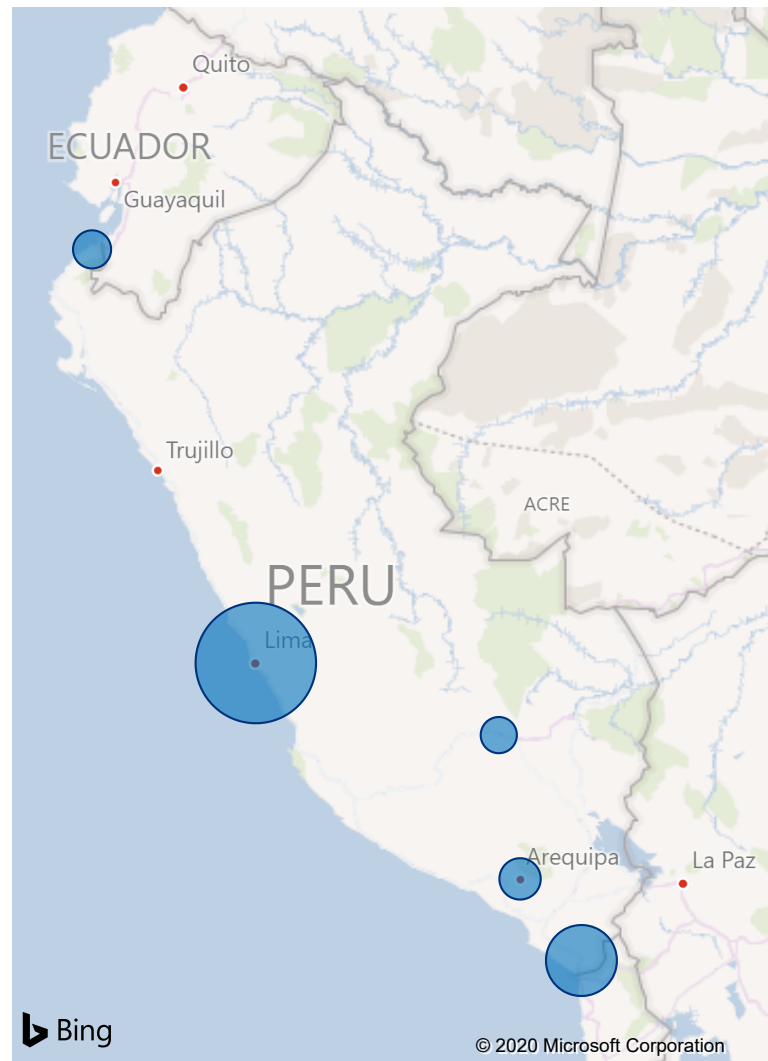 Quito
ECUADOR
Guayaquil
Trujillo
ACRE
PERU
Lima
Arequipa
La Paz
Bing
© 2020 Microsoft Corporation